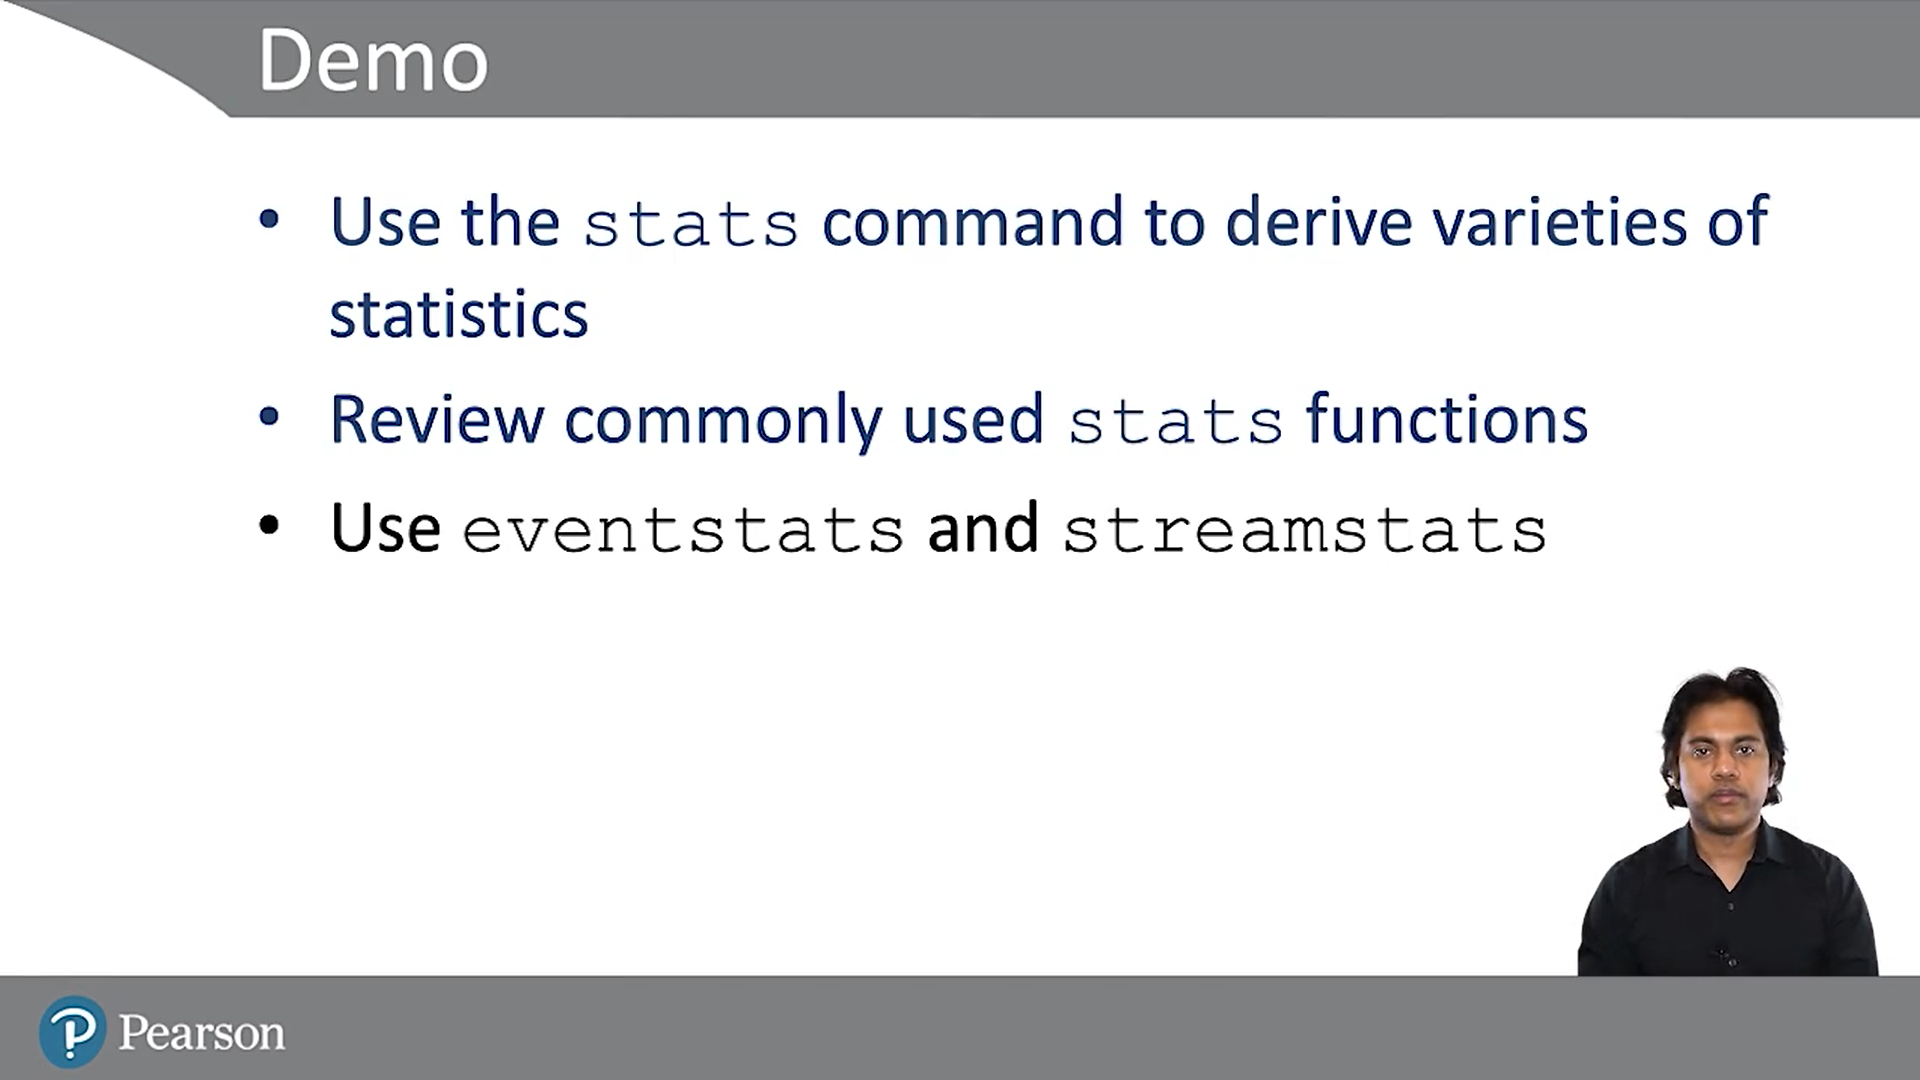 Demo
• Use the stats command to derive varieties of
statistics
• Review commonly used stats functions
• Use eventstats and streamstats
Pearson